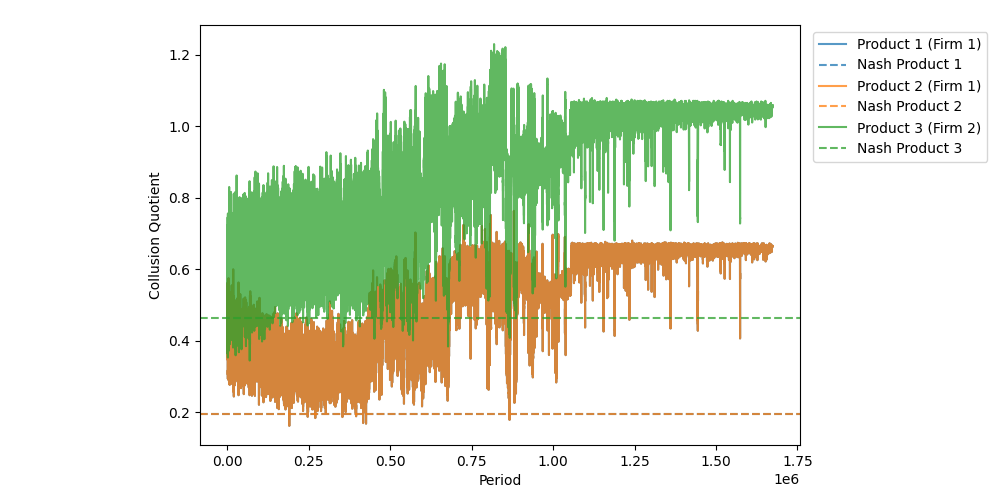 Collusion Quotient
1.2
1.0
0.8
0.6
0.4
0.2
0.00 0.25 0.50 0.75 1.00 1.25 1.50 1.75
1e6
Period
Product 1 (Firm 1)
Nash Product 1
Product 2 (Firm 1)
Nash Product 2
Product 3 (Firm 2)
Nash Product 3